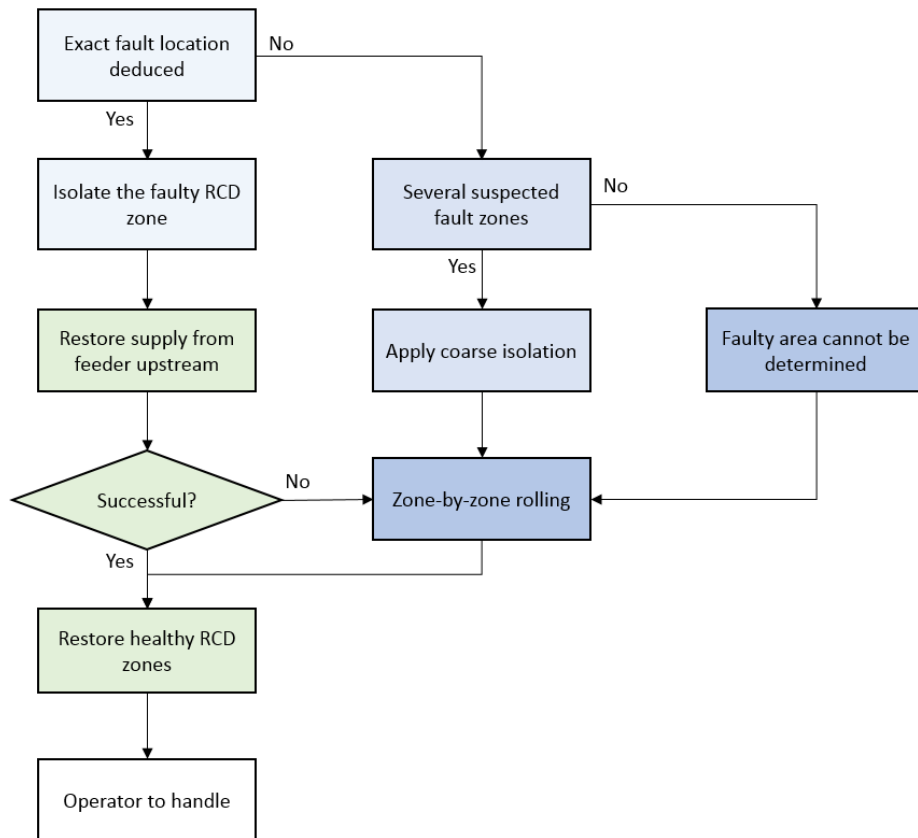 Exact fault location
deduced
No
Yes
Isolate the faulty RCD
zone
Several suspected
fault zones
No
Yes
Restore supply from
feeder upstream
Apply coarse isolation
Faulty area cannot be
determined
Successful?
No
Zone-by-zone rolling
Yes
Restore healthy RCD
zones
Operator to handle